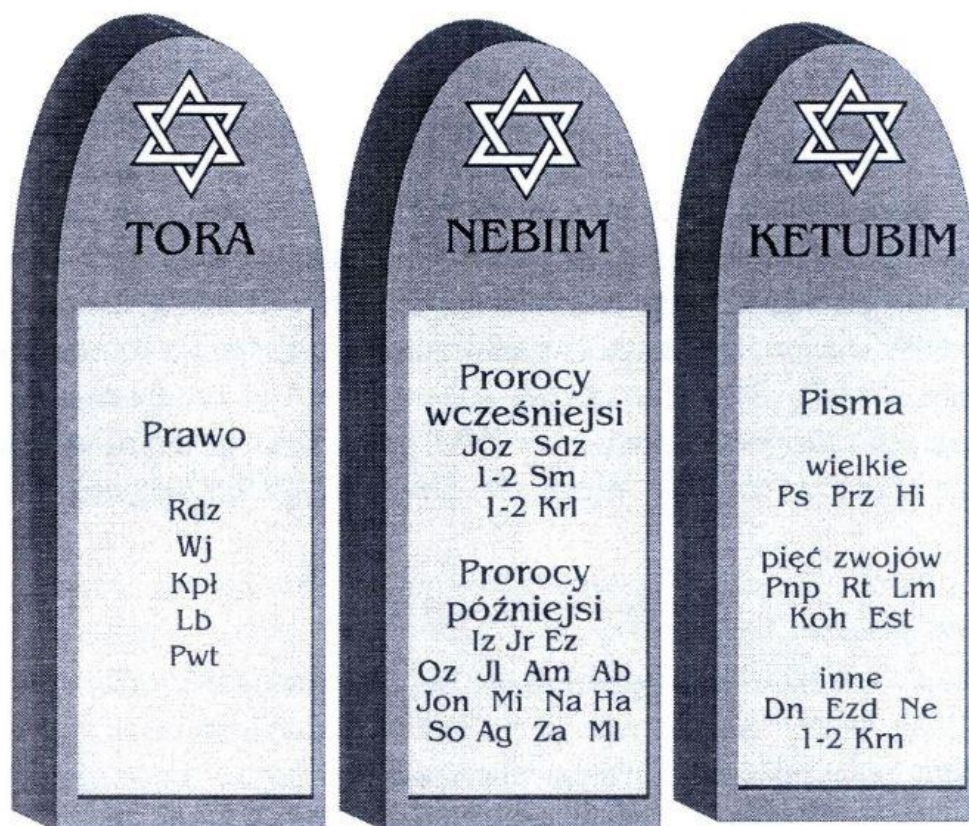 TORA
Prawo
Rdz
Wj
Kpł
Lb
Pwt
NEBIIM
Prorocy
wcześniejsi
Joz Sdz
1-2 Sm
1-2 Krl
Prorocy
późniejsi
Iz Jr Ez
Oz Jl Am Ab
Jon Mi Na Ha
So Ag Za Ml
KETUBIM
Pisma
wielkie
Ps Prz Hi
pięć zwojów
Pnp Rt Lm
Koh Est
inne
Dn Ezd Ne
1-2 Krn